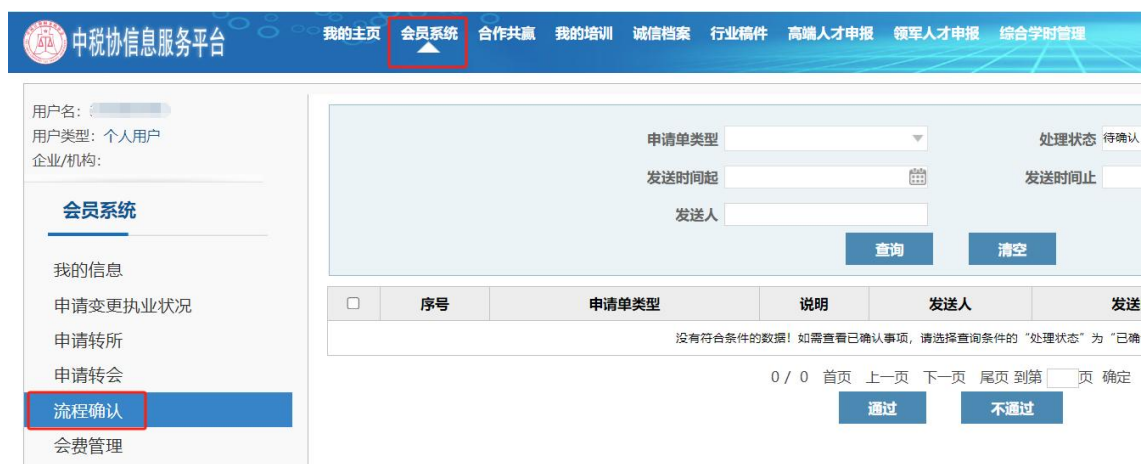 中税协信息服务平台
我的主页 会员系统 合作共赢 我的培训 诚信档案 行业稿件 高端人才申报 领军人才申报 综合学时管理
用户名:
用户类型: 个人用户
企业/机构:
会员系统
我的信息
申请变更执业状况
申请转所
申请转会
流程确认
会费管理
申请单类型 处理状态 待确认
发送时间起 发送时间止
发送人
查询 清空
序号 申请单类型 说明 发送人 发送
没有符合条件的数据! 如需查看已确认事项, 请选择查询条件的“处理状态”为“已确
0 / 0 首页 上一页 下一页 尾页 到第 页 确定
通过 不通过